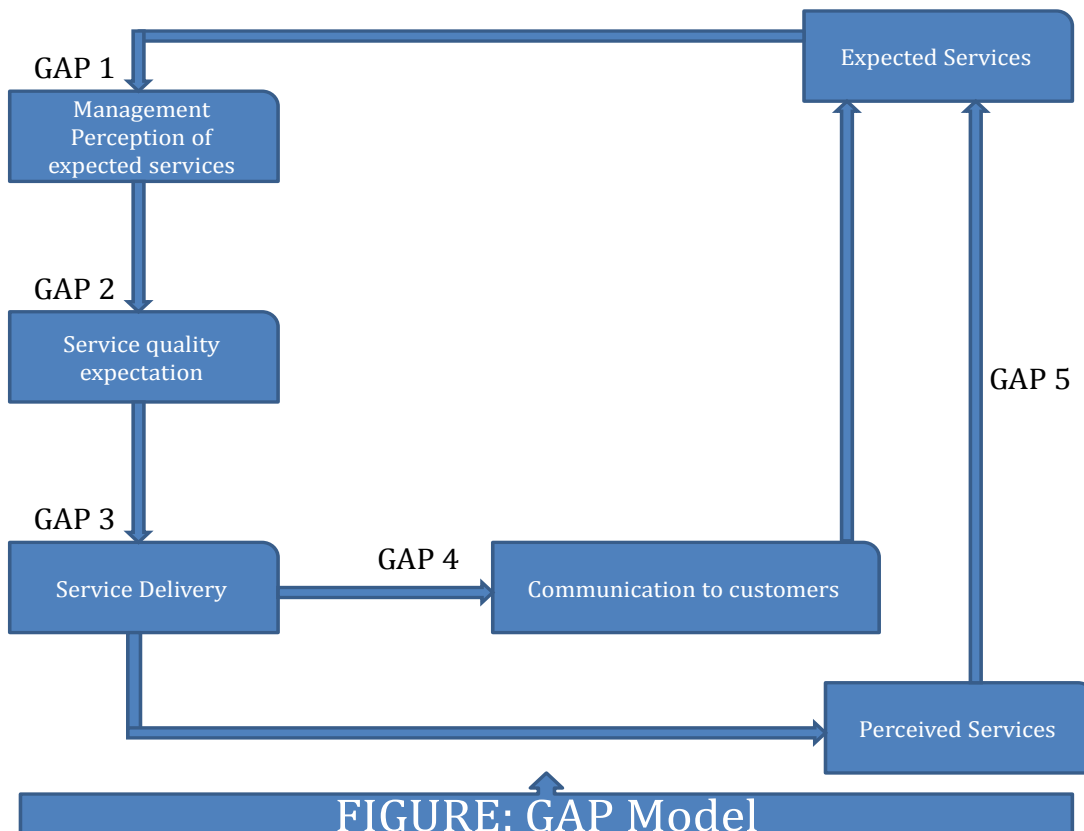 Expected Services
GAP 1
Management
Perception of
expected services
GAP 2
Service quality
expectation
GAP 5
GAP 3
GAP 4
Service Delivery
Communication to customers
Perceived Services
FIGURE: GAP Model